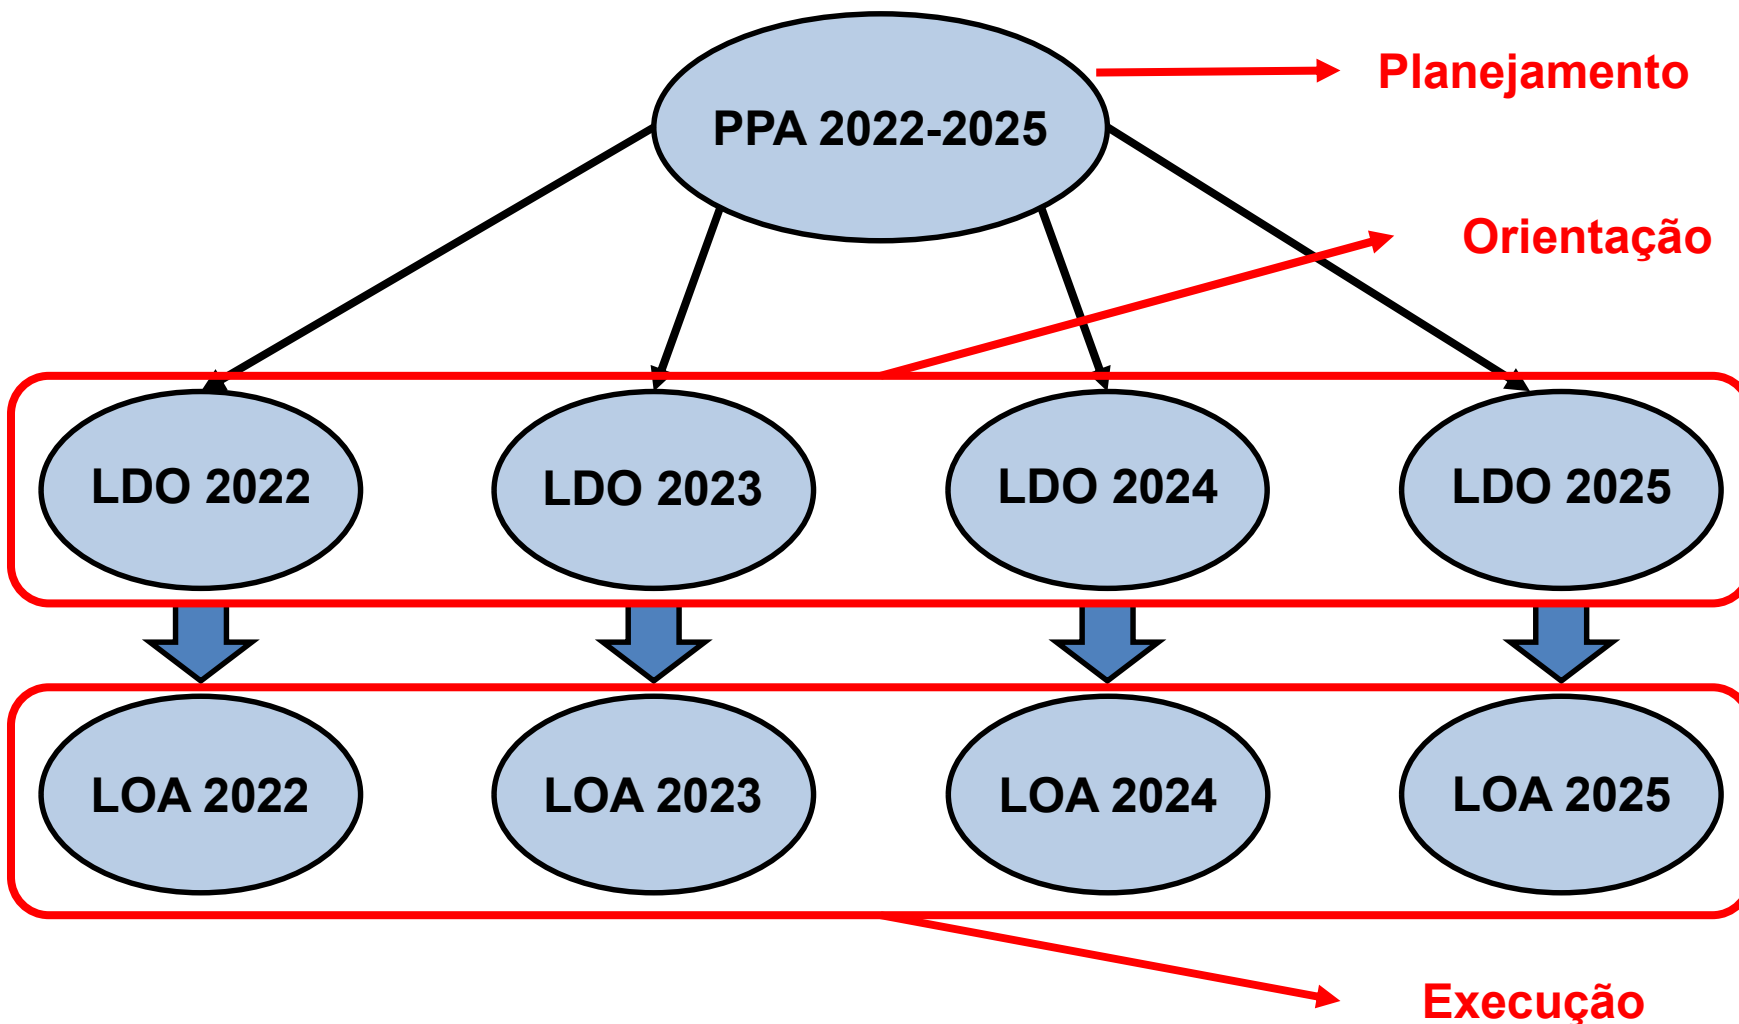 Planejamento
PPA 2022-2025
Orientação
LDO 2022
LDO 2023
LDO 2024
LDO 2025
LOA 2022
LOA 2023
LOA 2024
LOA 2025
Execução